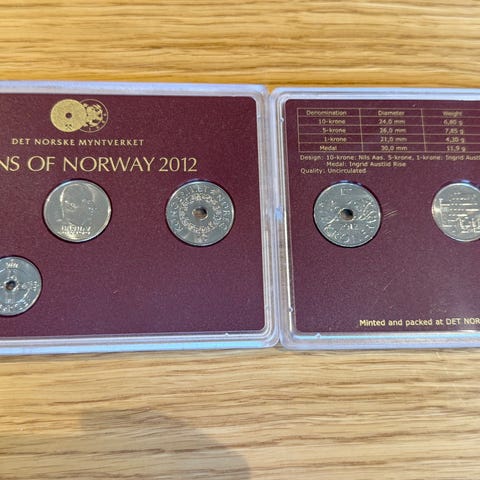 DET NORSKE MYNTVERKET
NS OF NORWAY 2012
Denomination Diameter Weight
10-krone 24,0 mm 6,80 g
5-krone 26,0 mm 7,85 g
1-krone 21,0 mm 4,30 g
Medal 30,0 mm 11,9 g
Design: 10-krone: Nils Aas. 5-krone, 1-krone: Ingrid Austl
Medal: Ingrid Austlid Rise
Quality: Uncirculated
Minted and packed at DET NOR